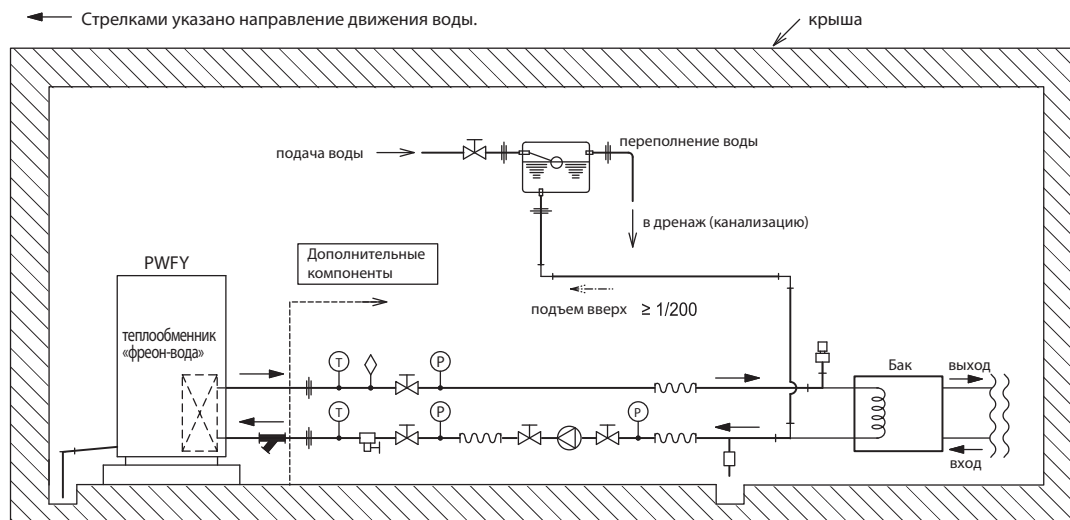 Стрелками указано направление движения воды.
крыша
подача воды
переполнение воды
в дренаж (канализацию)
PWFY
Дополнительные
компоненты
подъем вверх ≥ 1/200
теплообменник
«фреон-вода»
T
P
Бак
выход
T
P
P
вход